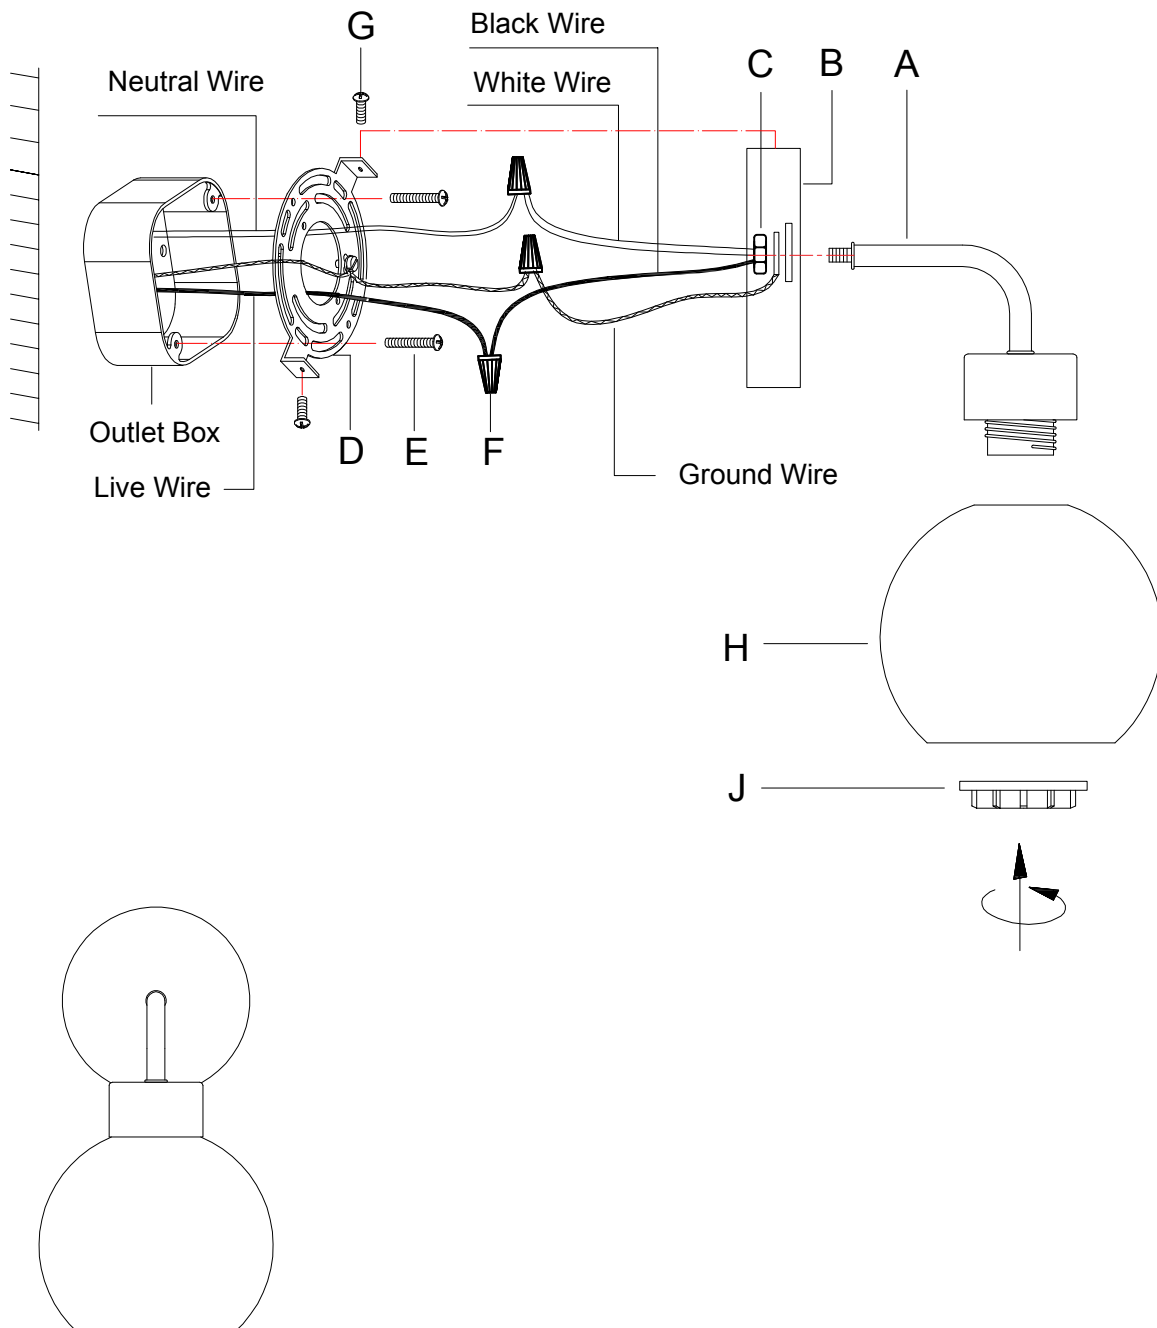 G
Black Wire
Neutral Wire
White Wire
C
B
A
Outlet Box
D
E
F
Live Wire
Ground Wire
H
J